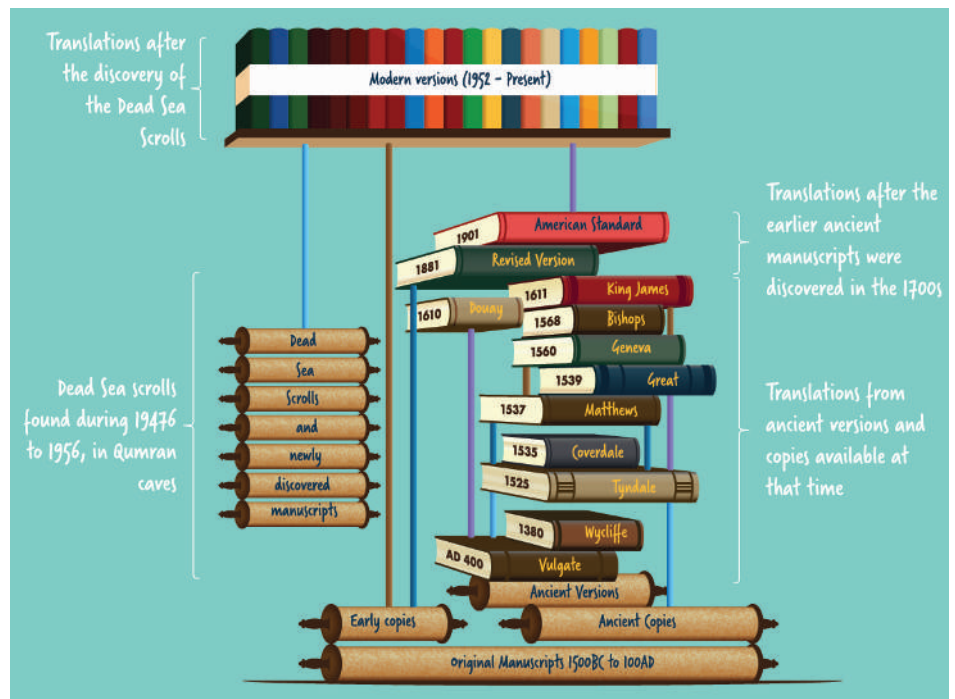 Translations after
the discovery of
the Dead Sea
Scrolls
Modern versions (1952 – Present)
Translations after the
earlier ancient
manuscripts were
discovered in the 1700s
1901 American Standard
1881 Revised Version
1611 King James
1610 Douay
1568 Bishops
1560 Geneva
1539 Great
1537 Matthews
1535 Coverdale
1525 Tyndale
1380 Wycliffe
AD 400 Vulgate
Dead
Sea
Scrolls
and
newly
discovered
manuscripts
Dead Sea scrolls
found during 19476
to 1956, in Qumran
caves
Translations from
ancient versions and
copies available at
that time
Ancient Versions
Early copies
Ancient Copies
Original Manuscripts 1500BC to 100AD